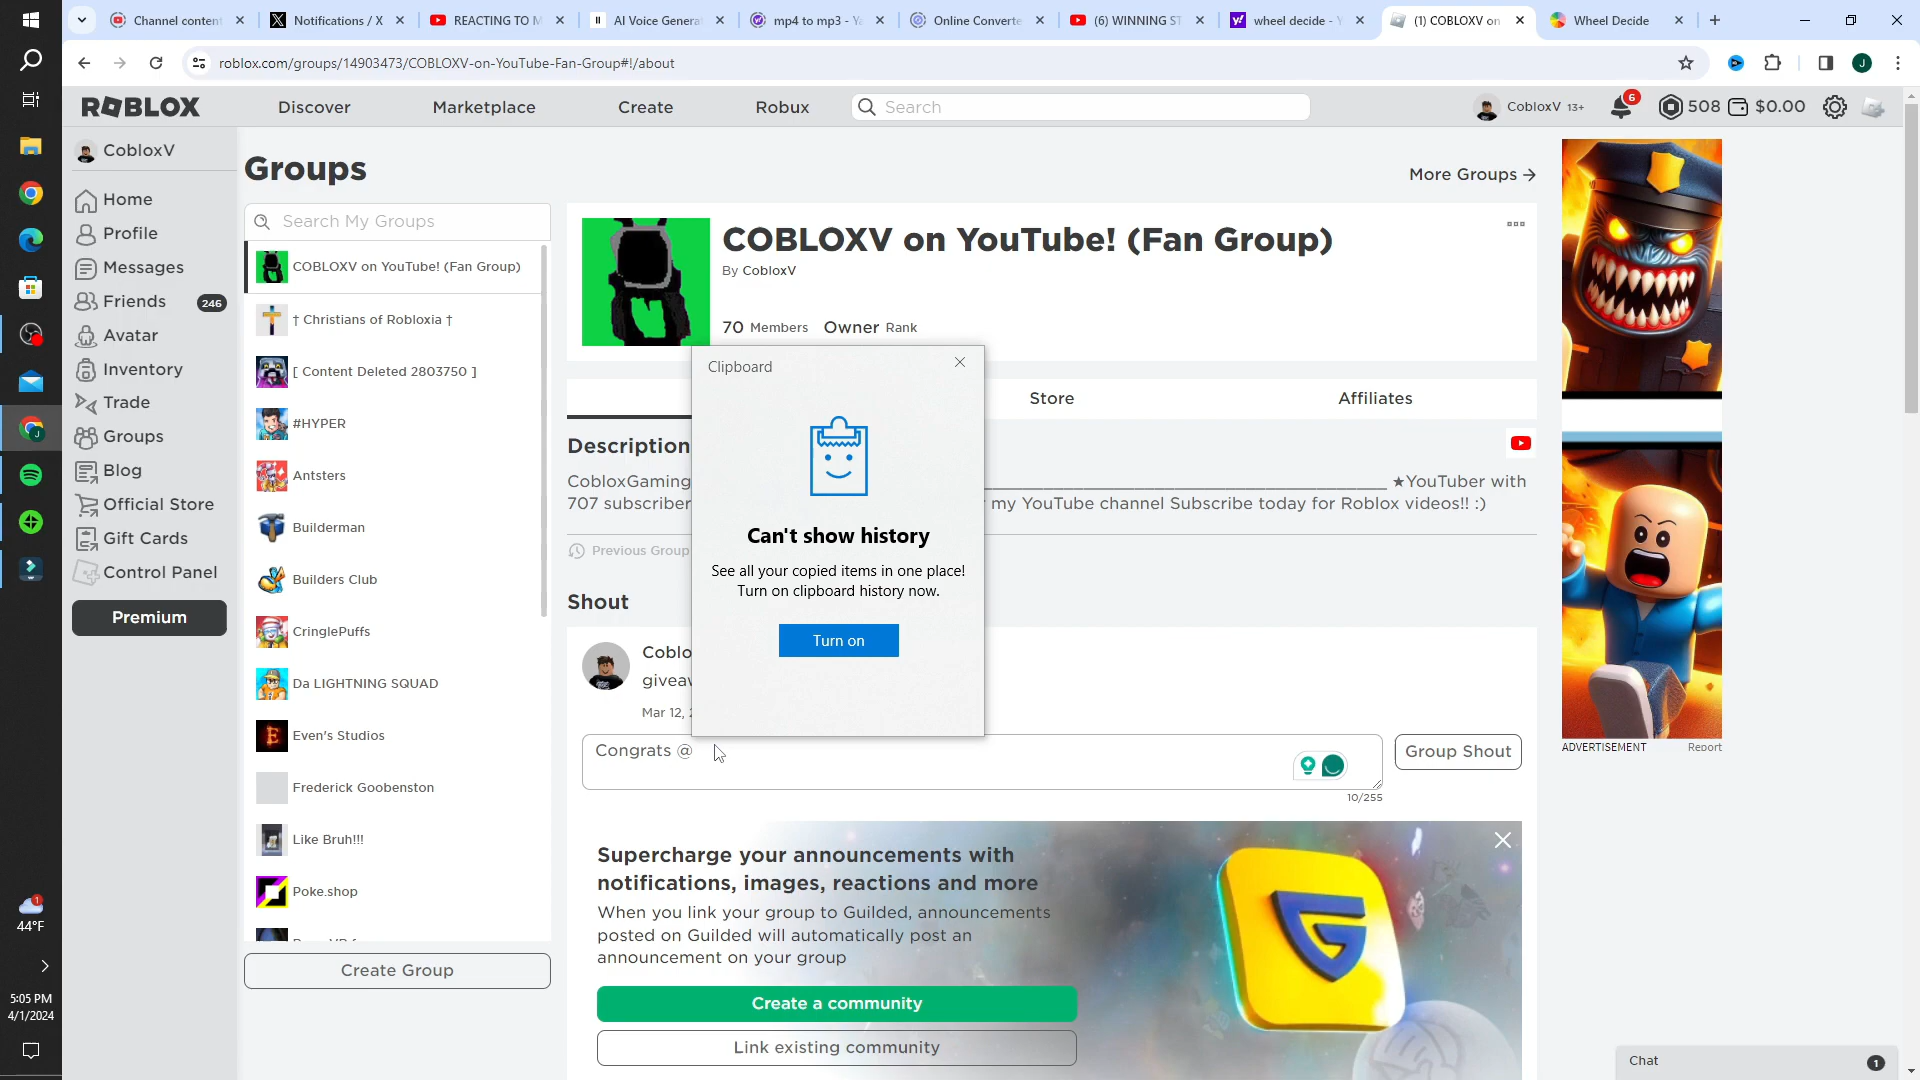 Channel content
Notifications / X
REACTING TO M
AI Voice Genera
mp4 to mp3 - Ya
Online Converte
(6) WINNING ST
wheel decide - Y
(1) COBLOXV on
Wheel Decide
roblox.com/groups/14903473/COBLOXV-on-YouTube-Fan-Group#!/about
ROBLOX
Discover
Marketplace
Create
Robux
Search
CobloxV 13+
6
508
$0.00
CobloxV
Home
Profile
Messages
Friends 246
Avatar
Inventory
Trade
Groups
Blog
Official Store
Gift Cards
Control Panel
Premium
Groups
More Groups →
Search My Groups
COBLOXV on YouTube! (Fan Group)
† Christians of Robloxia †
[ Content Deleted 2803750 ]
#HYPER
Antsters
Builderman
Builders Club
CringlePuffs
Da LIGHTNING SQUAD
Even's Studios
Frederick Goobenston
Like Bruh!!!
Poke.shop
Create Group
COBLOXV on YouTube! (Fan Group)
By CobloxV
70 Members Owner Rank
Store
Affiliates
Description
CobloxGaming ★YouTuber with
707 subscriber my YouTube channel Subscribe today for Roblox videos!! :)
Previous Group
Shout
Coblo
giveaw
Mar 12, 2
Clipboard
Can't show history
See all your copied items in one place!
Turn on clipboard history now.
Turn on
Congrats @
Group Shout
10/255
Supercharge your announcements with
notifications, images, reactions and more
When you link your group to Guilded, announcements
posted on Guilded will automatically post an
announcement on your group
Create a community
Link existing community
ADVERTISEMENT
Report
Chat 1
1
44°F
5:05 PM
4/1/2024